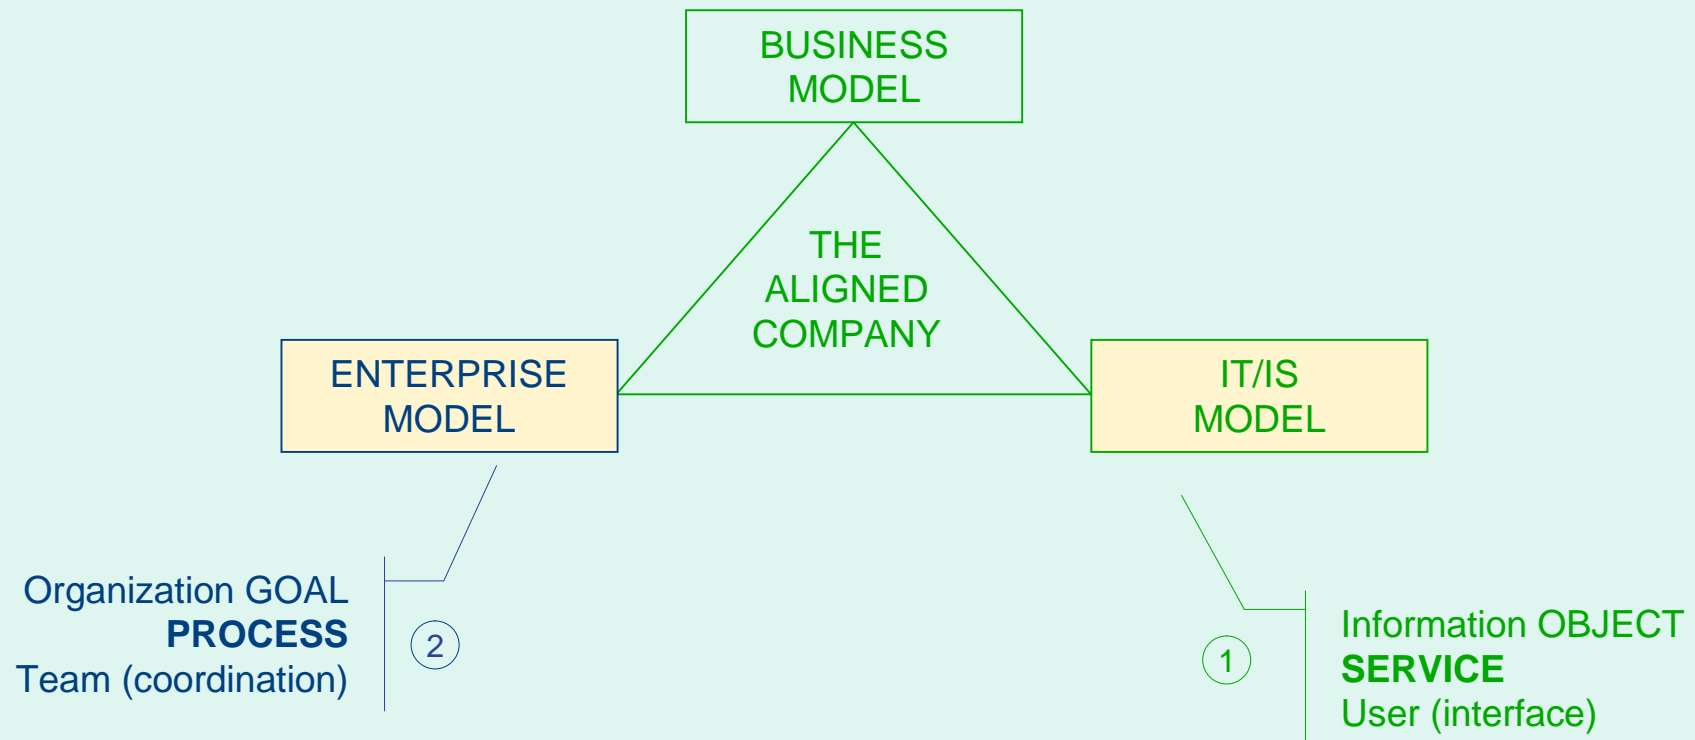 BUSINESS
MODEL
THE
ALIGNED
COMPANY
ENTERPRISE
MODEL
IT/IS
MODEL
Organization GOAL
PROCESS
Team (coordination)
2
1
Information OBJECT
SERVICE
User (interface)